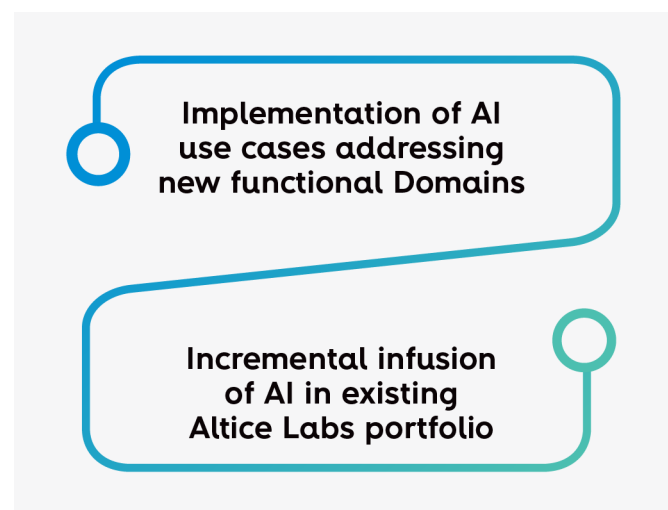 Implementation of AI
use cases addressing
new functional Domains
Incremental infusion
of AI in existing
Altice Labs portfolio